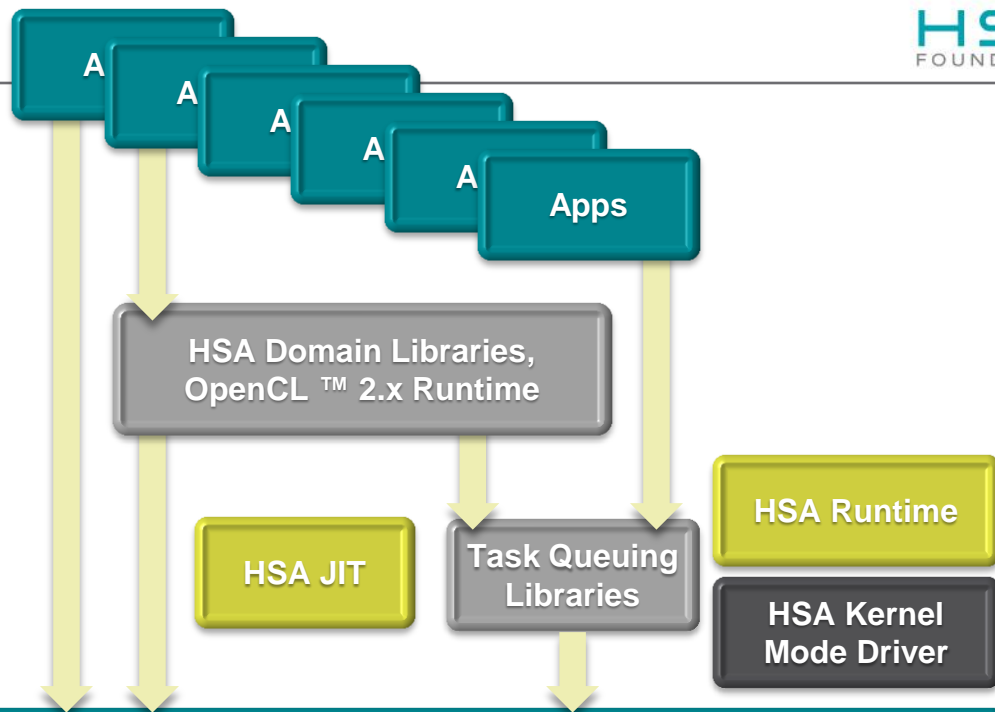 HS
FOUND
A
A
A
A
A
Apps
HSA Domain Libraries,
OpenCL ™ 2.x Runtime
HSA Runtime
HSA JIT
Task Queuing
Libraries
HSA Kernel
Mode Driver